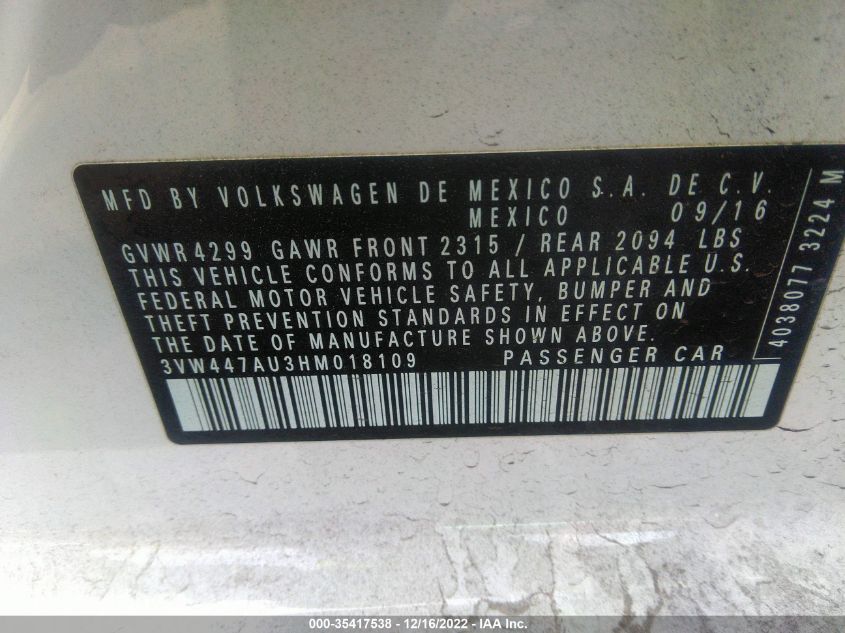 MFD BY VOLKSWAGEN DE MEXICO S.A. DE C.V.
MEXICO 09/16
GVWR 4299 GAWR FRONT 2315 / REAR 2094 LBS
THIS VEHICLE CONFORMS TO ALL APPLICABLE U.S.
FEDERAL MOTOR VEHICLE SAFETY, BUMPER AND
THEFT PREVENTION STANDARDS IN EFFECT ON
THE DATE OF MANUFACTURE SHOWN ABOVE.
3VW447AU3HM018109 PASSENGER CAR
4038077 3224 M
000-35417538 - 12/16/2022 - IAA Inc.